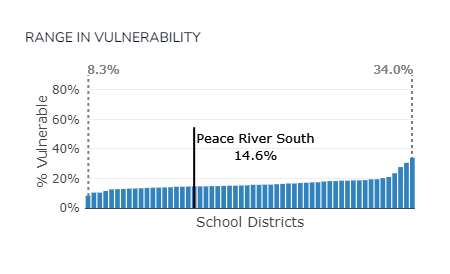 RANGE IN VULNERABILITY
8.3%
34.0%
80%
60%
40%
20%
0%
% Vulnerable
Peace River South
14.6%
School Districts